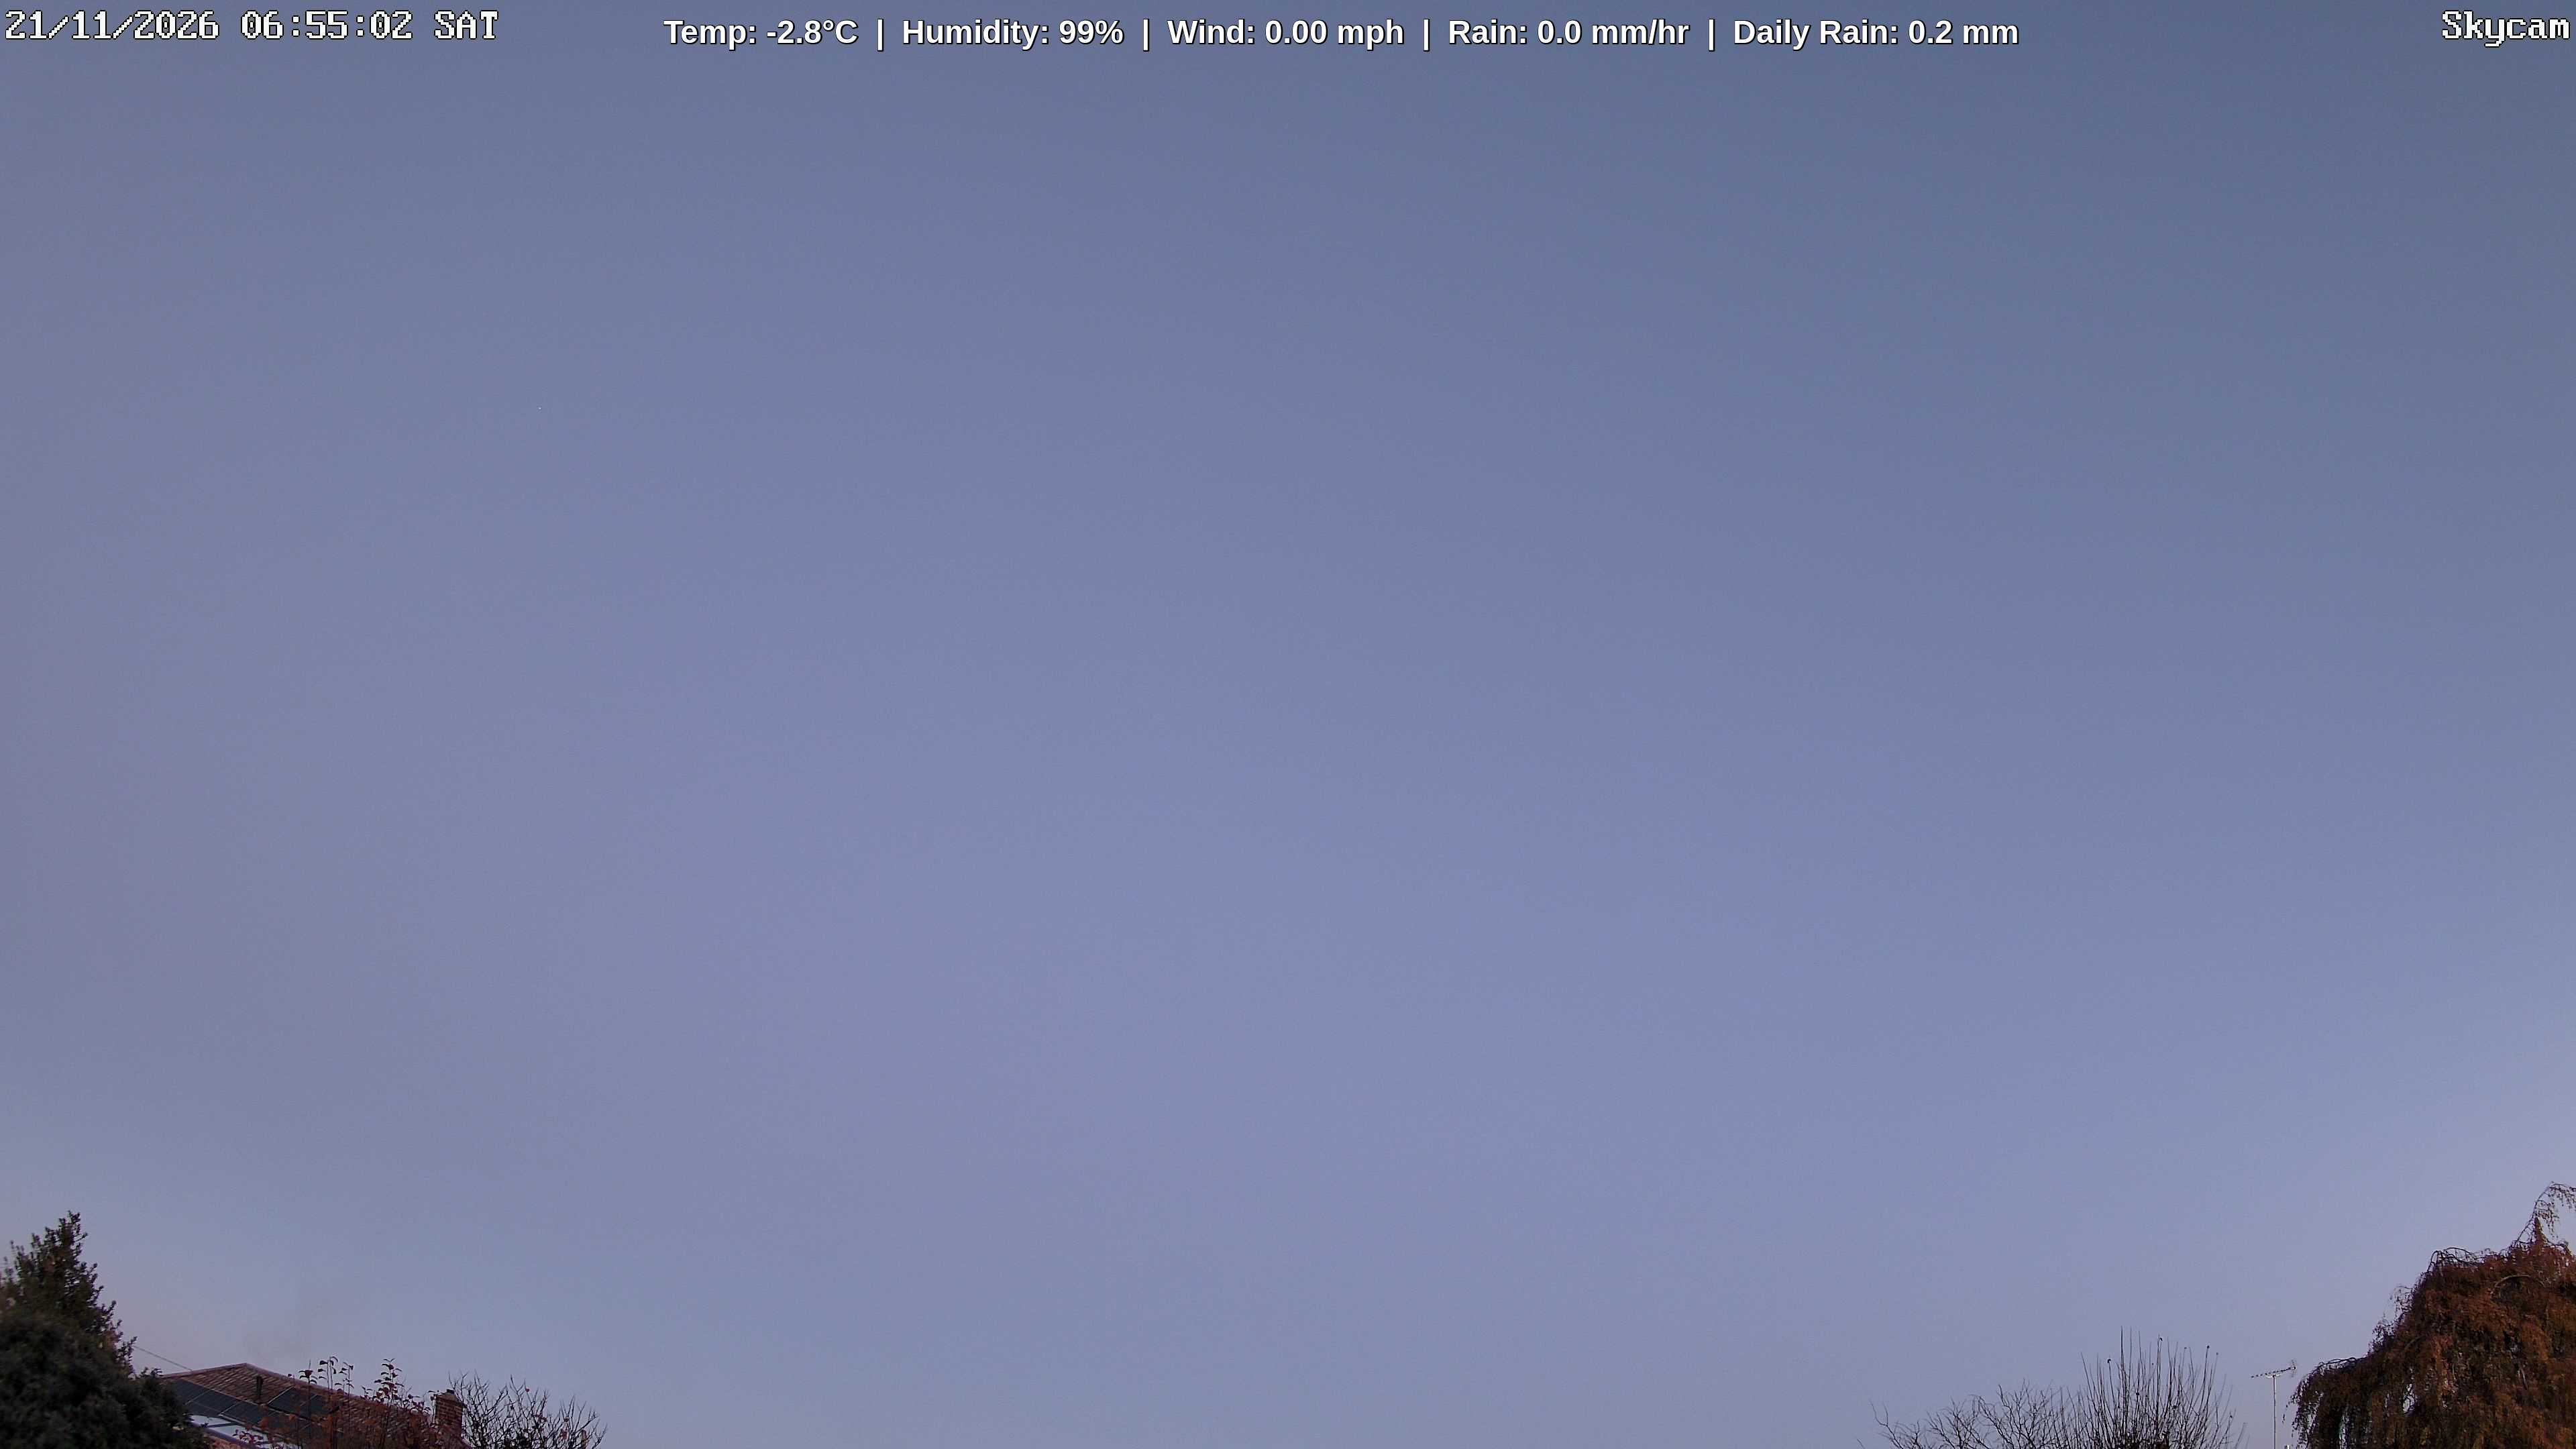 21/11/2026 06:55:02 SAT
Temp: -2.8°C | Humidity: 99% | Wind: 0.00 mph | Rain: 0.0 mm/hr | Daily Rain: 0.2 mm
Skycam